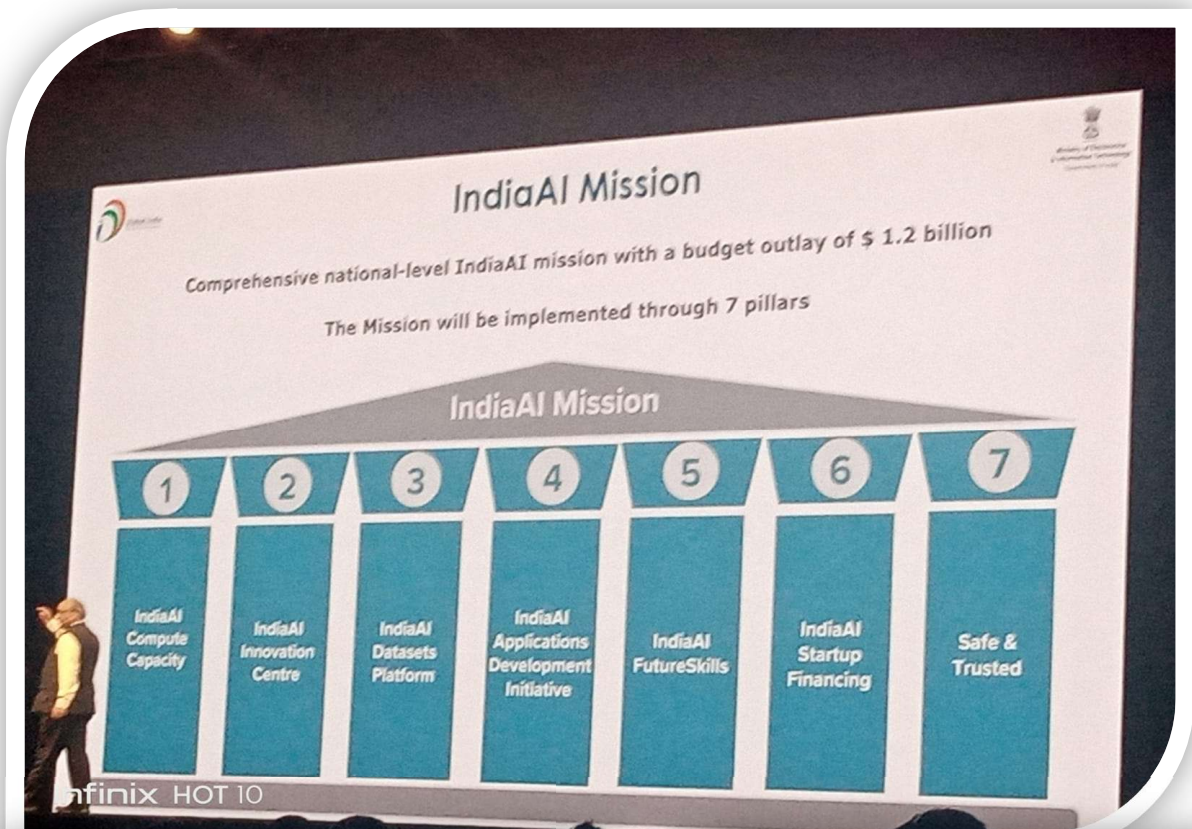 IndiaAI Mission
Comprehensive national-level IndiaAI mission with a budget outlay of $ 1.2 billion
The Mission will be implemented through 7 pillars
IndiaAI Mission
1
2
3
4
5
6
7
IndiaAI
Compute
Capacity
IndiaAI
Innovation
Centre
IndiaAI
Datasets
Platform
IndiaAI
Applications
Development
Initiative
IndiaAI
FutureSkills
IndiaAI
Startup
Financing
Safe &
Trusted
Infinix HOT 10